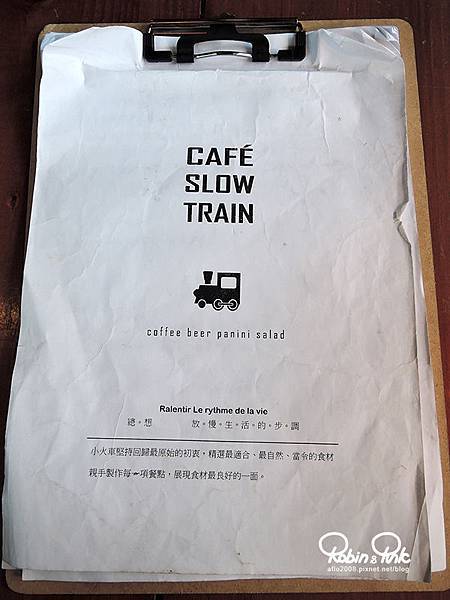 CAFÉ
SLOW
TRAIN
coffee beer panini salad
Ralentir Le rythme de la vie
總。想 放。慢。生。活。的。步。調
小火車堅持回歸最原始的初衷，精選最適合、最自然、當令的食材
親手製作每一項餐點，展現食材最良好的一面。
Robin & Pink
aflo2008.pixnet.net/blog